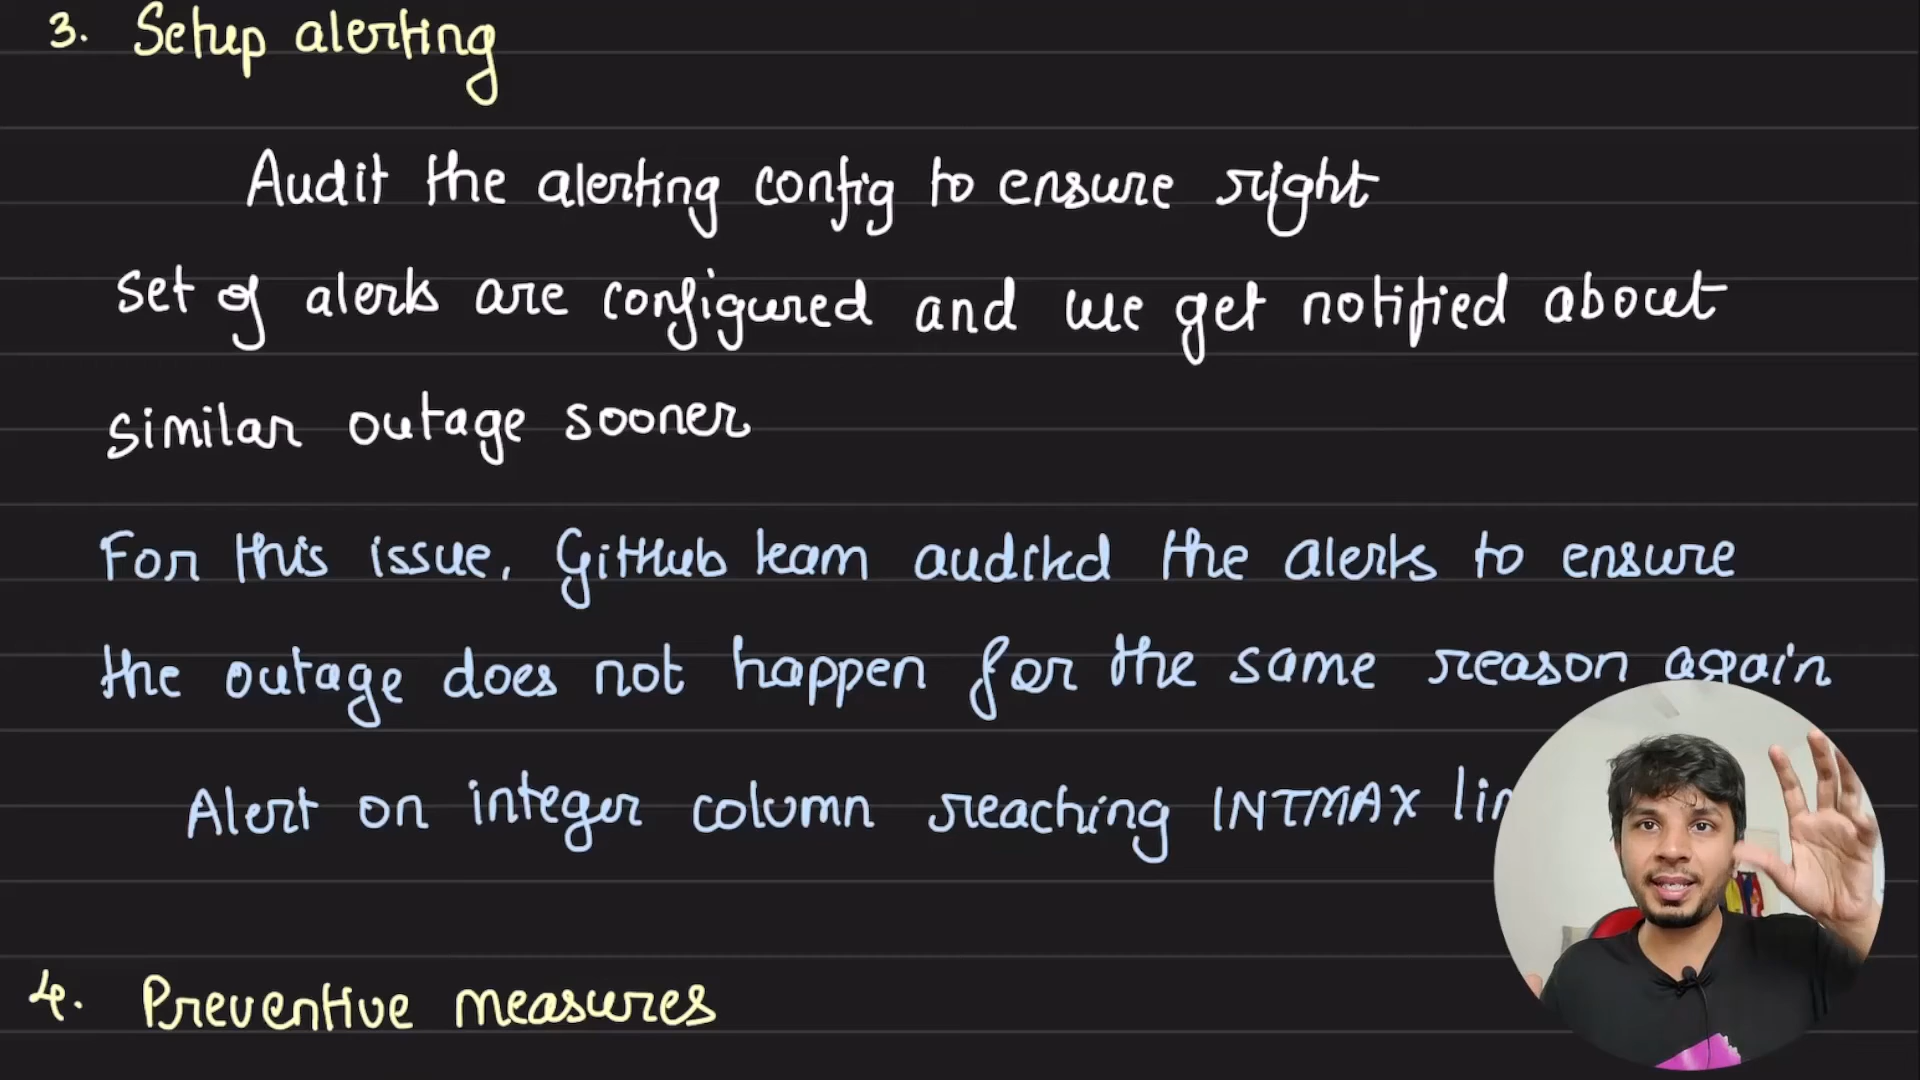 3. Setup alerting
Audit the alerting config to ensure right
set of alerts are configured and we get notified about
similar outage sooner
For this issue, GitHub team audited the alerts to ensure
the outage does not happen for the same reason again
Alert on integer column reaching INTMAX
4. Preventive measures